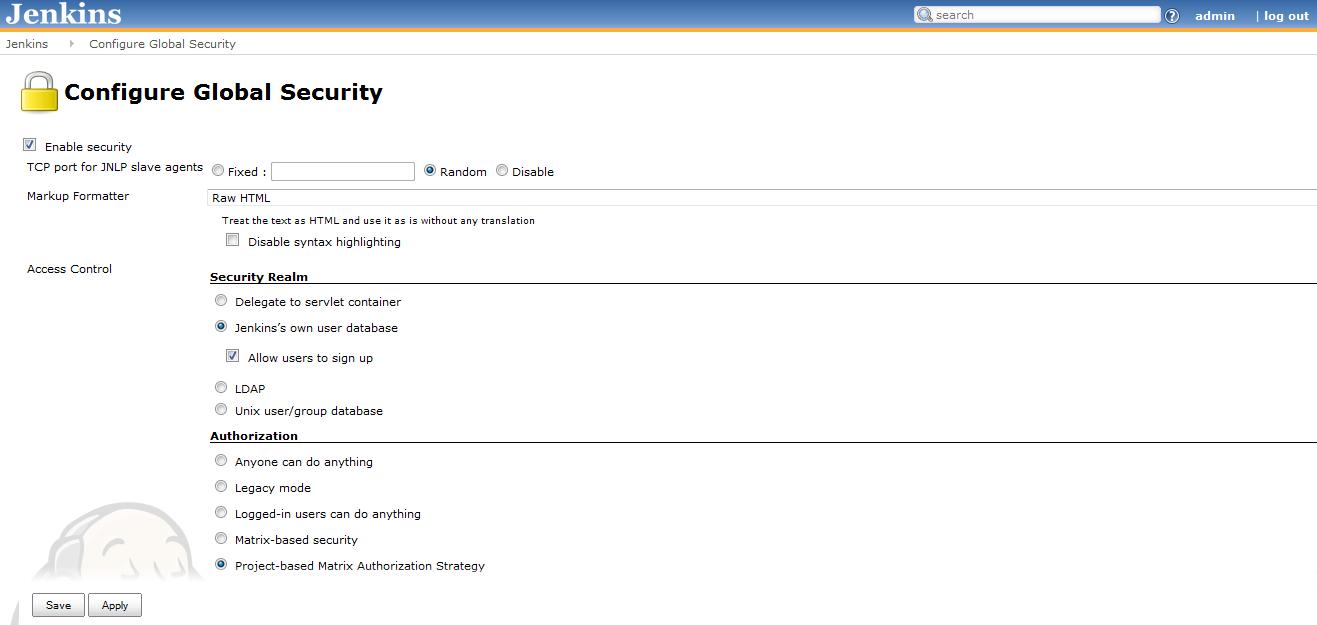 Jenkins
search
admin | log out
Jenkins Configure Global Security
Configure Global Security
Enable security
TCP port for JNLP slave agents Fixed : Random Disable
Markup Formatter Raw HTML
Treat the text as HTML and use it as is without any translation
Disable syntax highlighting
Access Control
Security Realm
Delegate to servlet container
Jenkins's own user database
Allow users to sign up
LDAP
Unix user/group database
Authorization
Anyone can do anything
Legacy mode
Logged-in users can do anything
Matrix-based security
Project-based Matrix Authorization Strategy
Save Apply